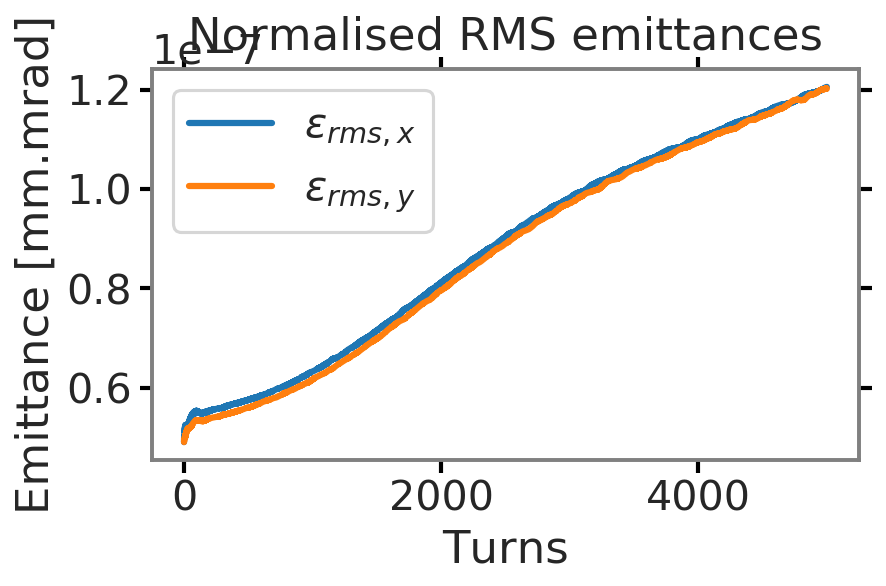 Normalised RMS emittances
1e−7
Emittance [mm.mrad]
1.2
1.0
0.8
0.6
ε_{rms, x}
ε_{rms, y}
0 2000 4000
Turns